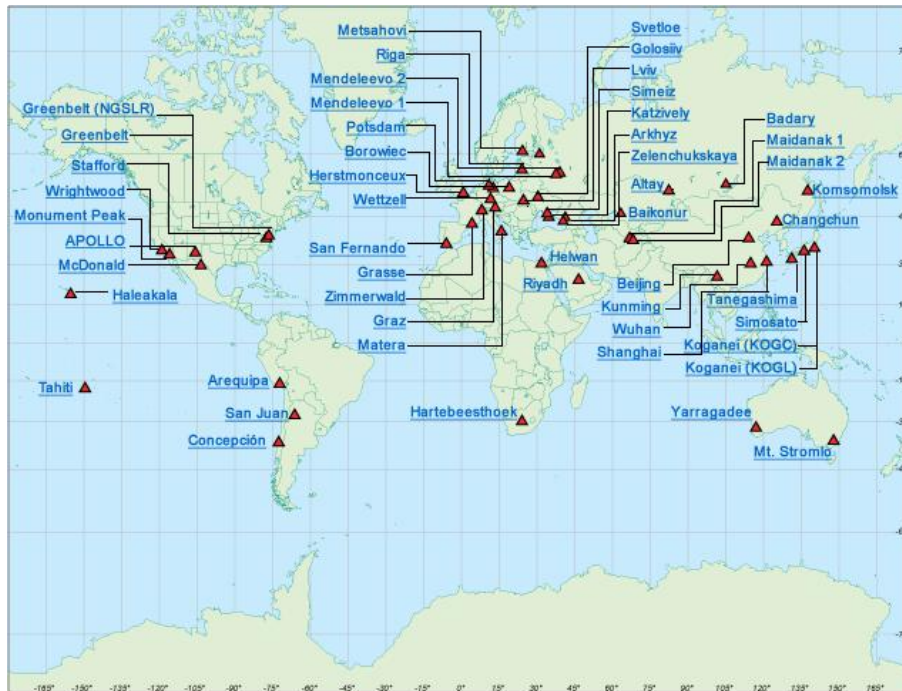 Svetloe
Metsahovi
Golosiiv
Riga
Lviv
Mendeleevo 2
Simeiz
Mendeleevo 1
Katzively
Badary
Greenbelt (NGSLR)
Potsdam
Arkhyz
Maidanak 1
Greenbelt
Borowiec
Zelenchukskaya
Maidanak 2
Stafford
Herstmonceux
Altay
Komsomolsk
Wrightwood
Wettzell
Baikonur
Monument Peak
Changchun
APOLLO
San Fernando
Helwan
McDonald
Grasse
Riyadh
Beijing
Haleakala
Zimmerwald
Kunming
Tanegashima
Graz
Wuhan
Simosato
Matera
Shanghai
Koganei (KOGC)
Koganei (KOGL)
Tahiti
Arequipa
San Juan
Hartebeesthoek
Yarragadee
Concepción
Mt. Stromlo
-165° -150° -135° -120° -105° -90° -75° -60° -45° -30° -15° 0° 15° 30° 45° 60° 75° 90° 105° 120° 135° 150° 165°